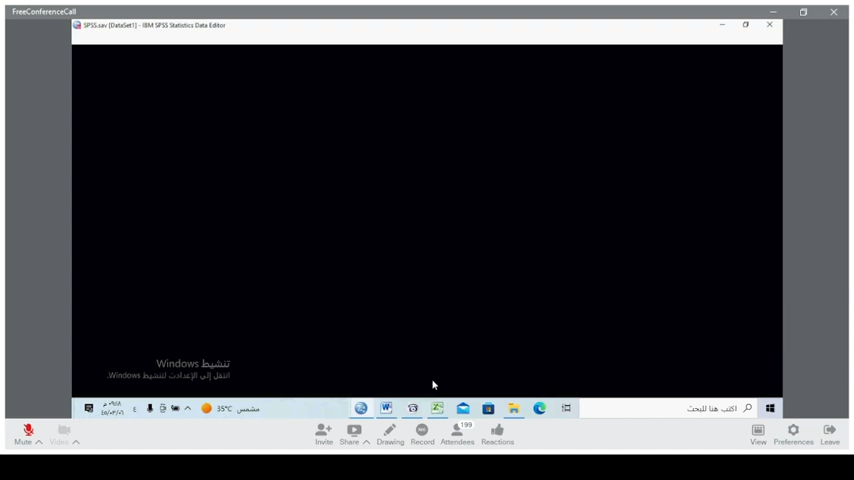 FreeConferenceCall
SPSS.sav [DataSet1] - IBM SPSS Statistics Data Editor
تنشيط Windows
انتقل إلى الإعدادات لتنشيط Windows.
35°C مشمس
اكتب هنا للبحث
199
Mute
Video
Invite
Share
Drawing
Record
Attendees
Reactions
View
Preferences
Leave